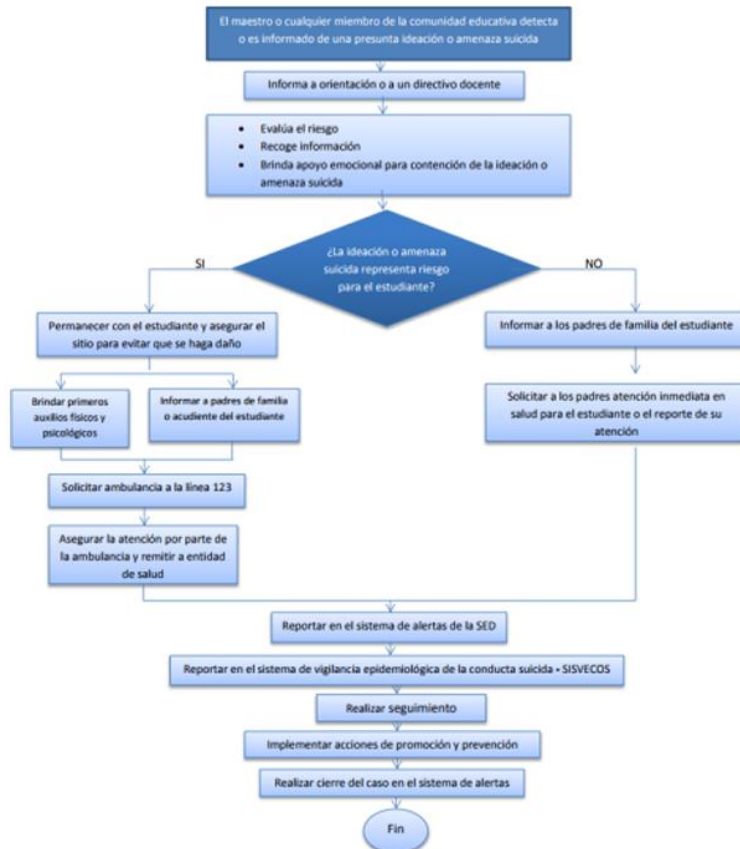 El maestro o cualquier miembro de la comunidad educativa detecta
o es informado de una presunta ideación o amenaza suicida
Informa a orientación o a un directivo docente
• Evalúa el riesgo
• Recoge información
• Brinda apoyo emocional para contención de la ideación o
amenaza suicida
¿La ideación o amenaza
suicida representa riesgo
para el estudiante?
SI
NO
Permanecer con el estudiante y asegurar el
sitio para evitar que se haga daño
Informar a los padres de familia del estudiante
Brindar primeros
auxilios físicos y
psicológicos
Informar a padres de familia
o acudiente del estudiante
Solicitar a los padres atención inmediata en
salud para el estudiante o el reporte de su
atención
Solicitar ambulancia a la línea 123
Asegurar la atención por parte de
la ambulancia y remitir a entidad
de salud
Reportar en el sistema de alertas de la SED
Reportar en el sistema de vigilancia epidemiológica de la conducta suicida - SISVECOS
Realizar seguimiento
Implementar acciones de promoción y prevención
Realizar cierre del caso en el sistema de alertas
Fin